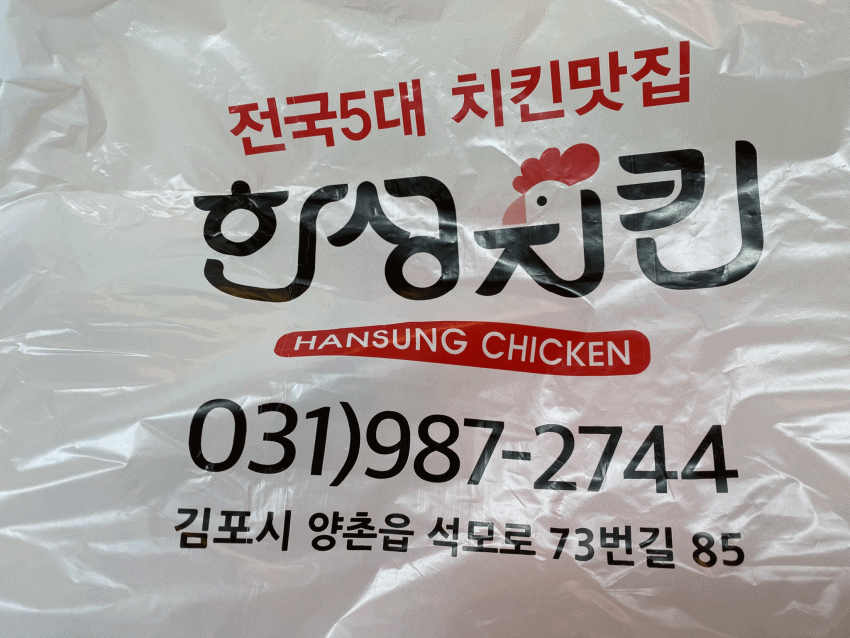 전국5대 치킨맛집
한성치킨
HANSUNG CHICKEN
031)987-2744
김포시 양촌읍 석모로 73번길 85